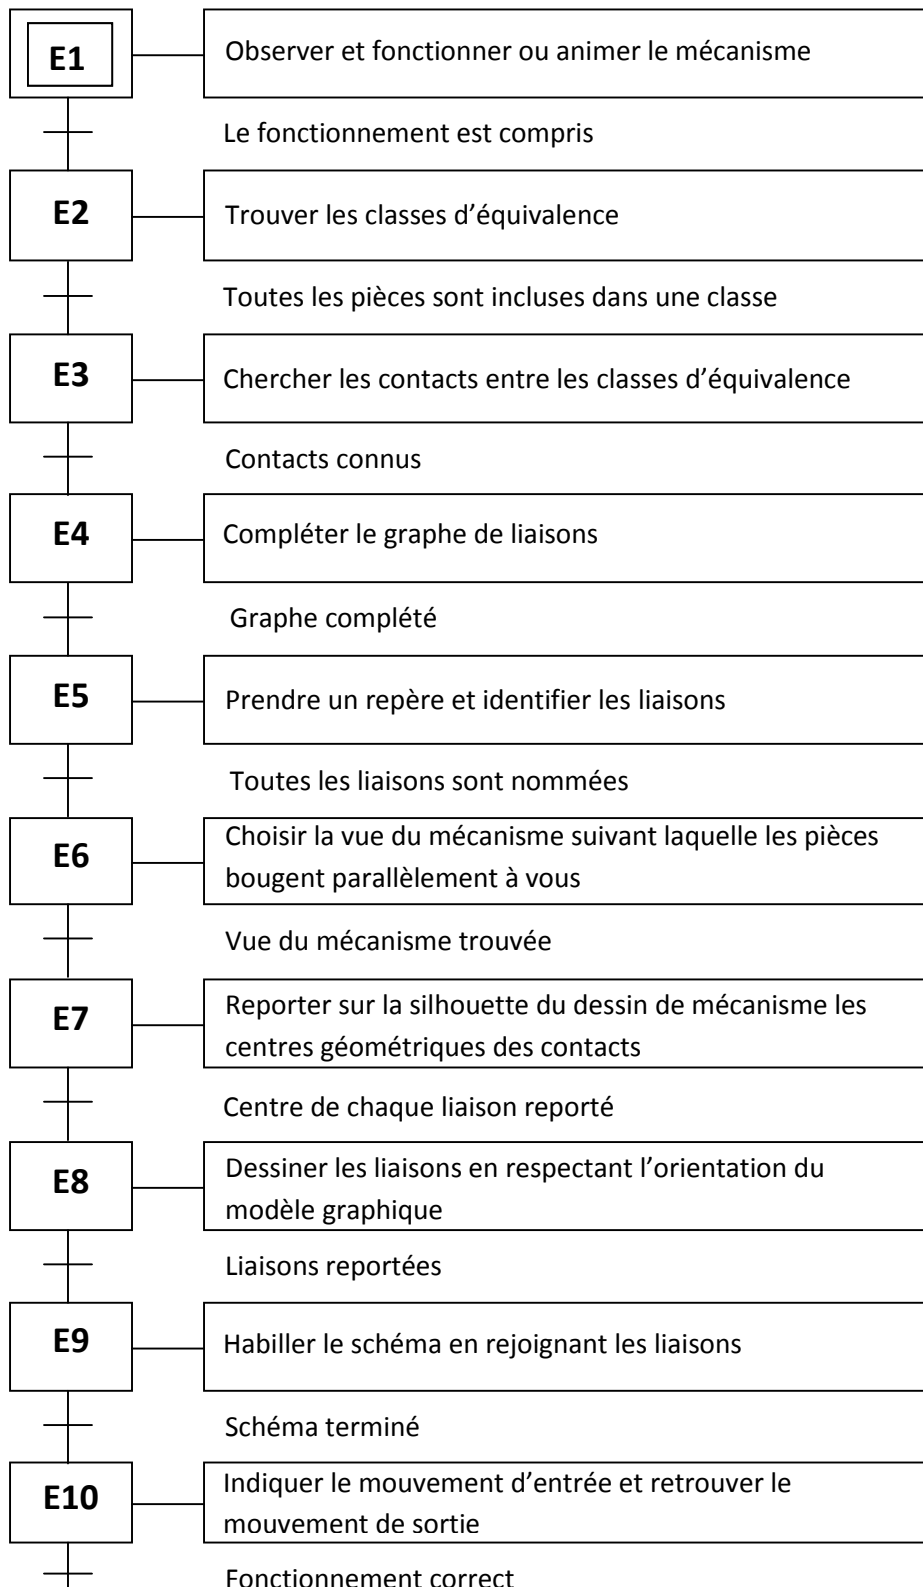 E1
Observer et fonctionner ou animer le mécanisme
Le fonctionnement est compris
E2
Trouver les classes d’équivalence
Toutes les pièces sont incluses dans une classe
E3
Chercher les contacts entre les classes d’équivalence
Contacts connus
E4
Compléter le graphe de liaisons
Graphe complété
E5
Prendre un repère et identifier les liaisons
Toutes les liaisons sont nommées
E6
Choisir la vue du mécanisme suivant laquelle les pièces
bougent parallèlement à vous
Vue du mécanisme trouvée
E7
Reporter sur la silhouette du dessin de mécanisme les
centres géométriques des contacts
Centre de chaque liaison reporté
E8
Dessiner les liaisons en respectant l’orientation du
modèle graphique
Liaisons reportées
E9
Habiller le schéma en rejoignant les liaisons
Schéma terminé
E10
Indiquer le mouvement d’entrée et retrouver le
mouvement de sortie
Fonctionnement correct